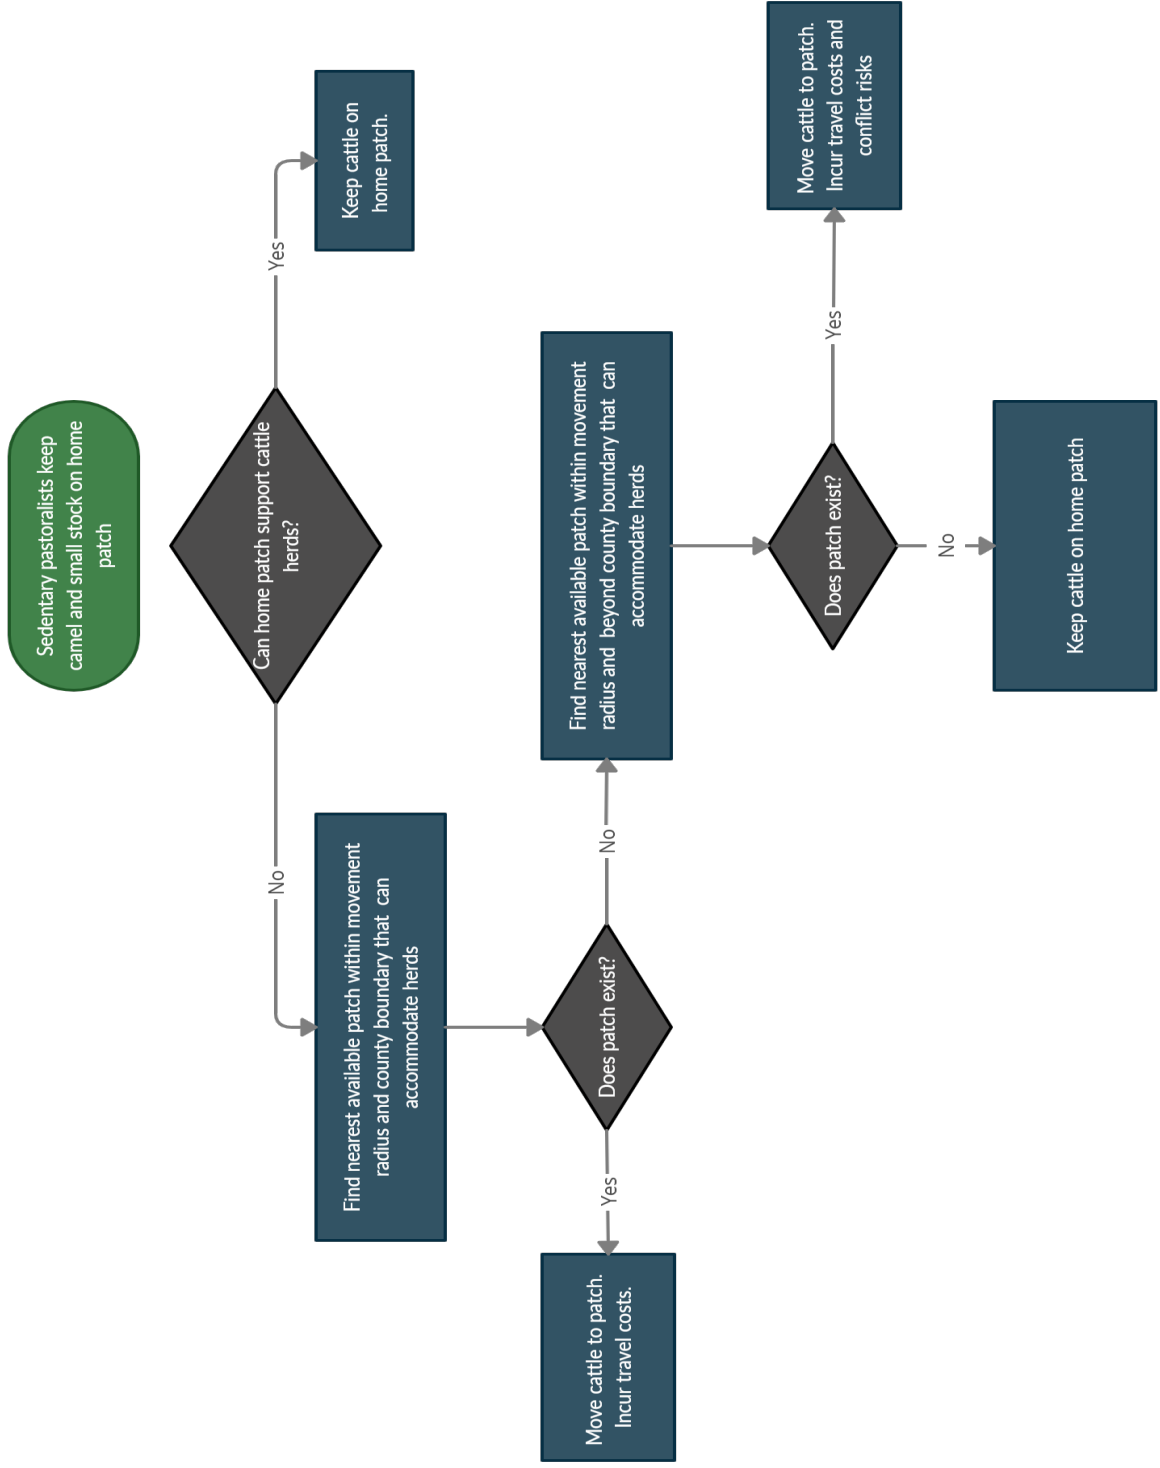 Sedentary pastoralists keep
camel and small stock on home
patch
Can home patch support cattle
herds?
No
Yes
Find nearest available patch within movement
radius and county boundary that can
accommodate herds
Keep cattle on
home patch.
Does patch exist?
Yes
No
Move cattle to patch.
Incur travel costs.
Find nearest available patch within movement
radius and beyond county boundary that can
accommodate herds
Does patch exist?
Yes
Move cattle to patch.
Incur travel costs and
conflict risks
No
Keep cattle on home patch